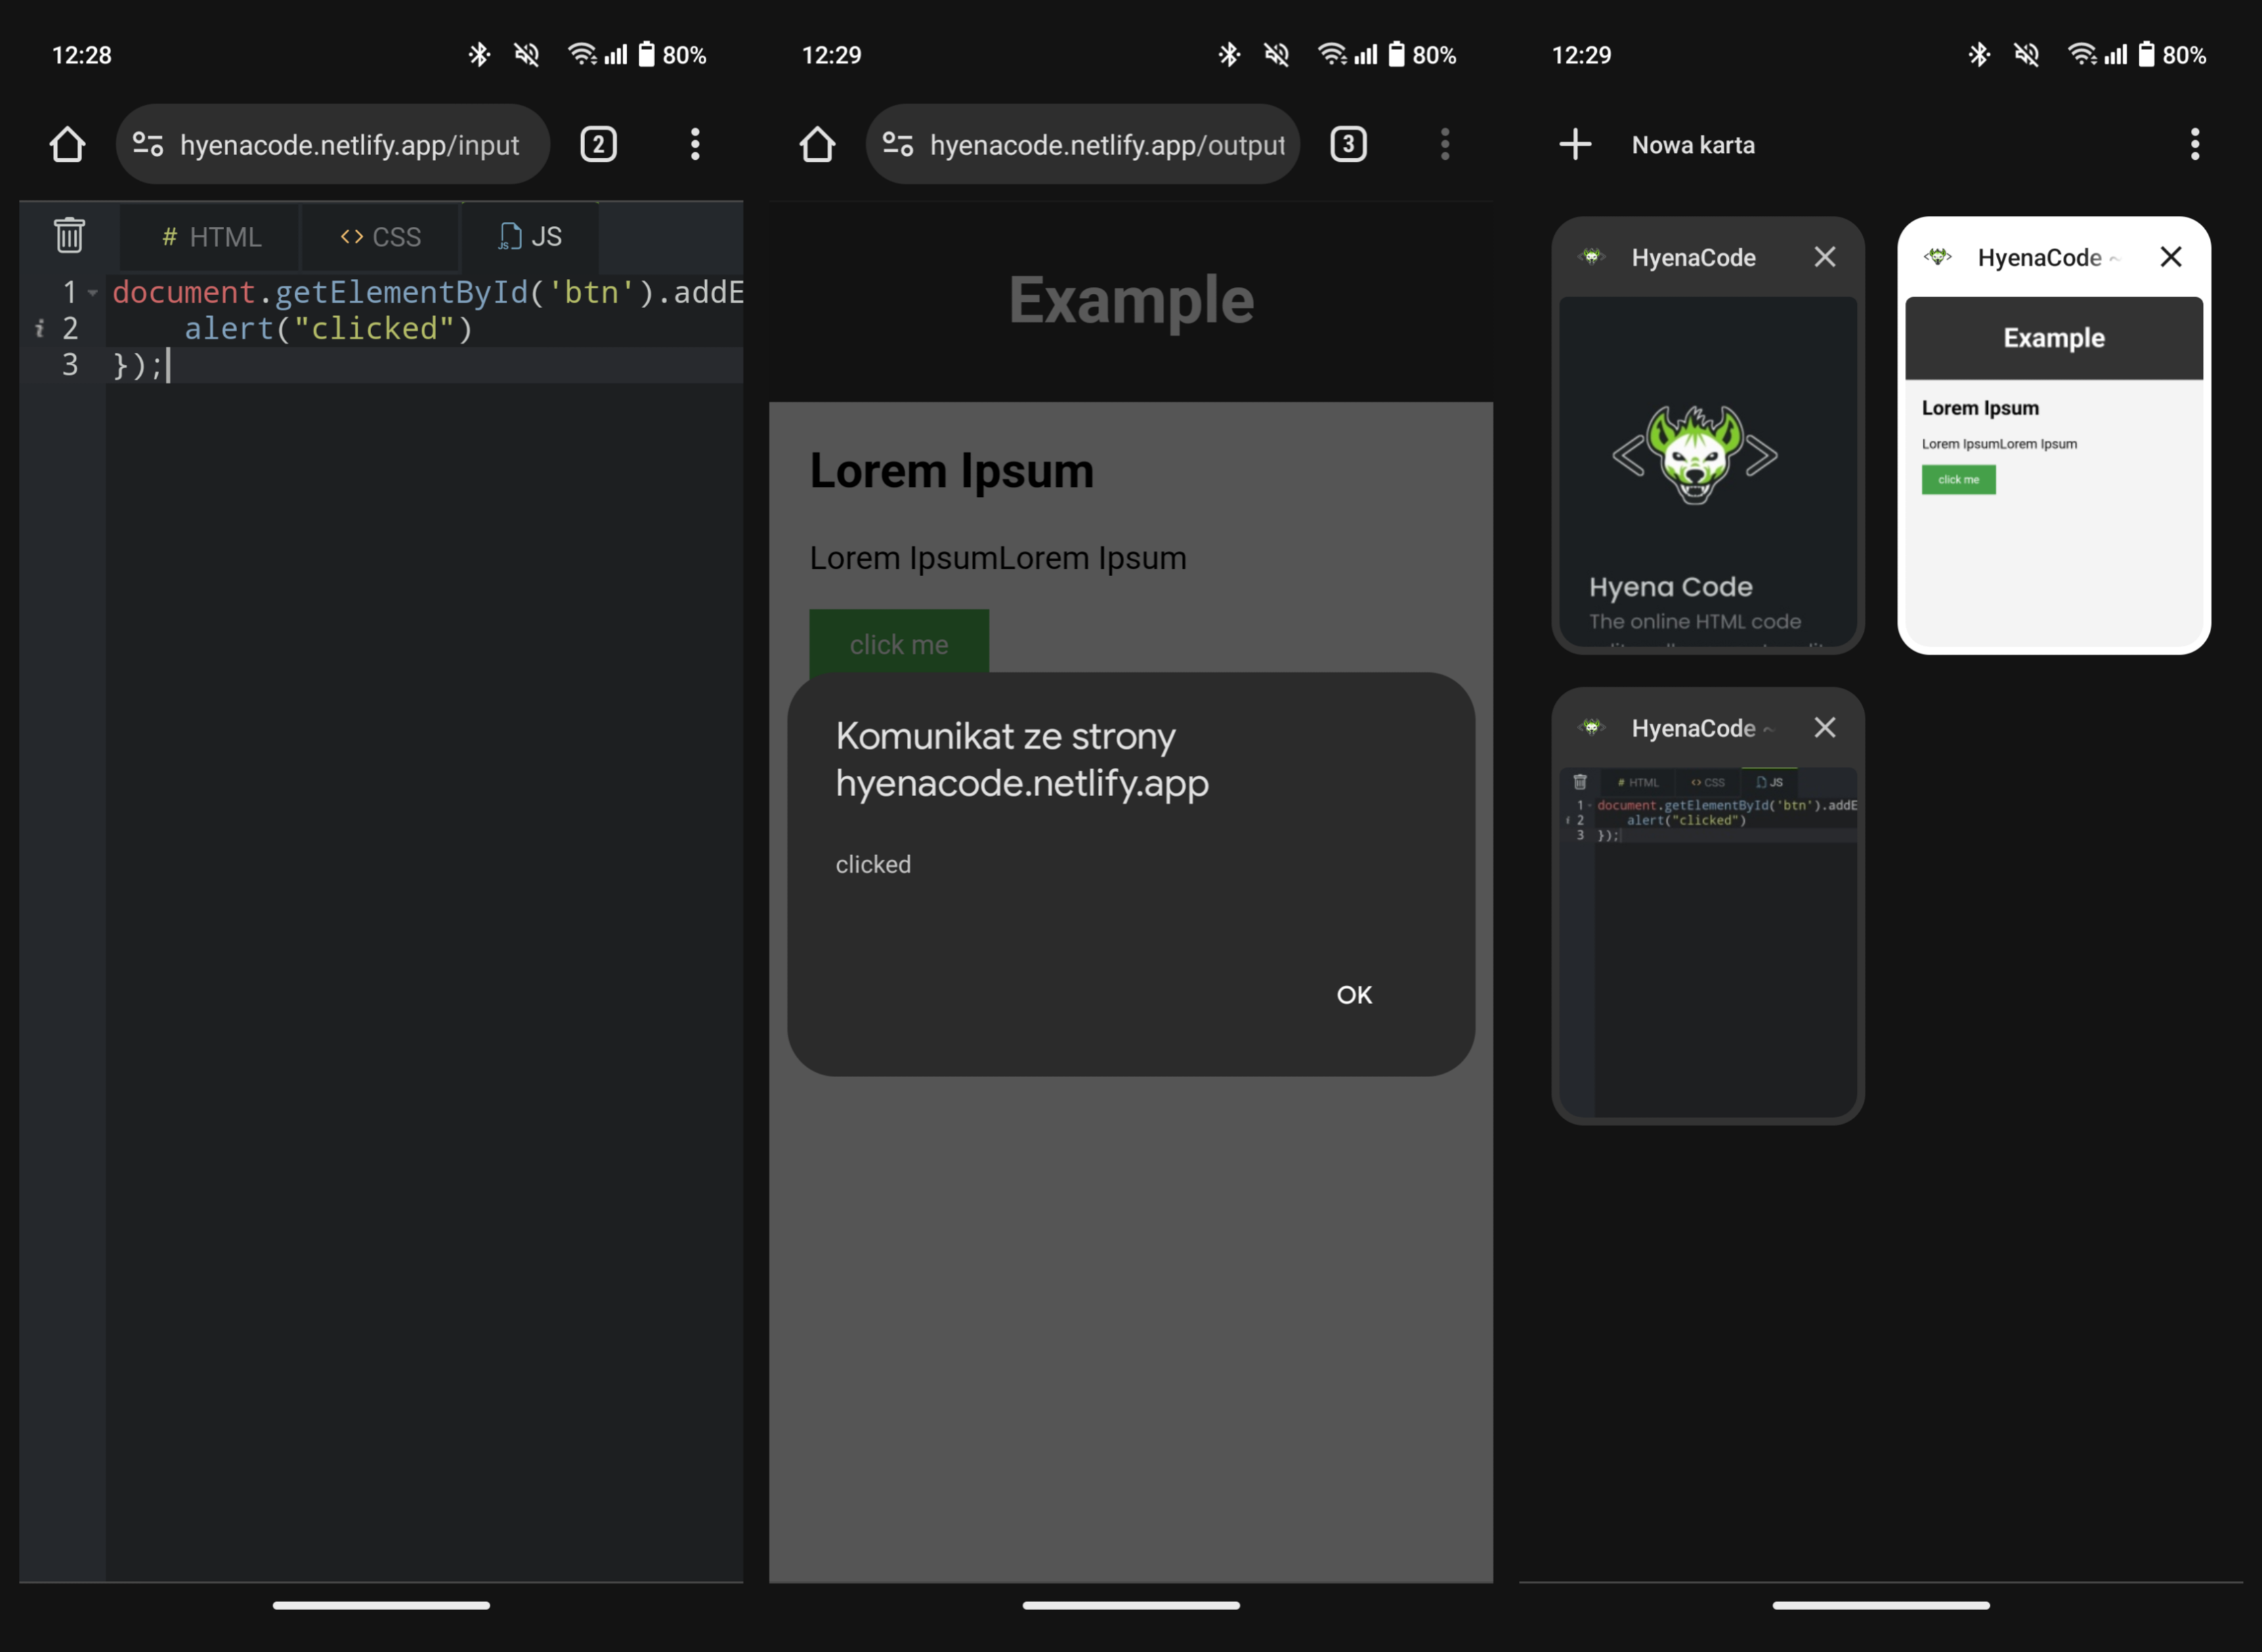 12:28
80%
hyenacode.netlify.app/input
2
# HTML
<> CSS
JS
1 document.getElementById('btn').addE
i 2 alert("clicked")
3 });
12:29
80%
hyenacode.netlify.app/output
3
Example
Lorem Ipsum
Lorem IpsumLorem Ipsum
click me
Komunikat ze strony
hyenacode.netlify.app
clicked
OK
12:29
80%
Nowa karta
HyenaCode
Hyena Code
The online HTML code
HyenaCode ~
Example
Lorem Ipsum
Lorem IpsumLorem Ipsum
click me
HyenaCode ~
# HTML
<> CSS
JS
1 document.getElementById('btn').addE
i 2 alert("clicked")
3 });